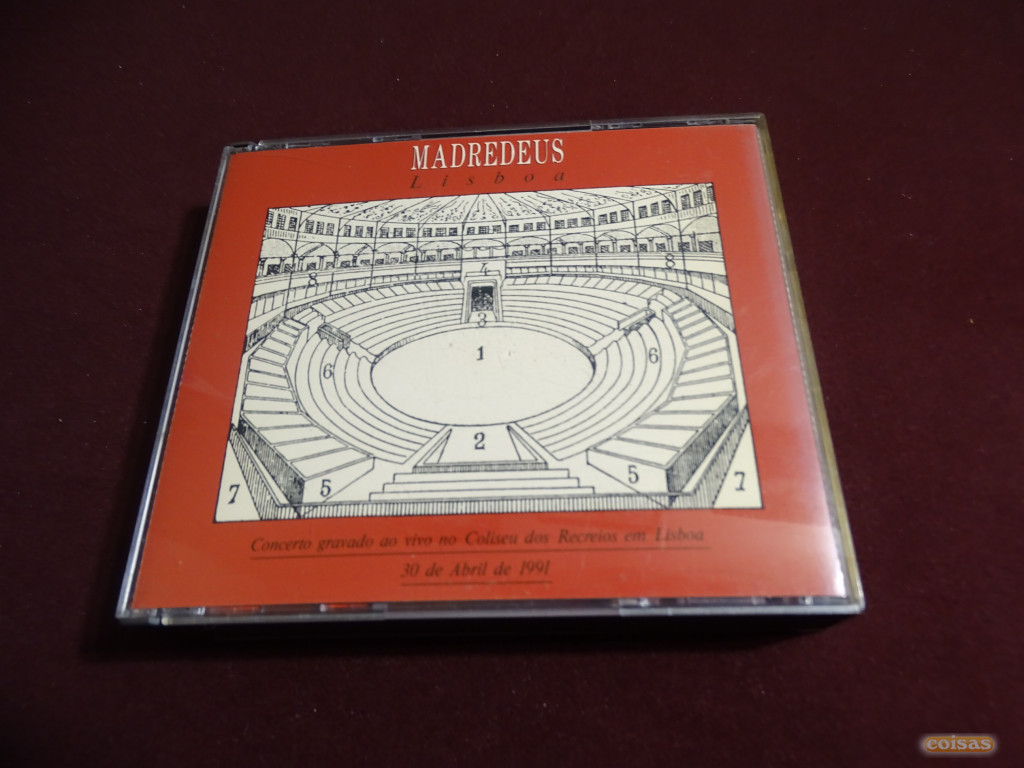 MADREDEUS
Lisboa
4
8 8
3
1
6 6
2
5 5
7 7
Concerto gravado ao vivo no Coliseu dos Recreios em Lisboa
30 de Abril de 1991
coisas